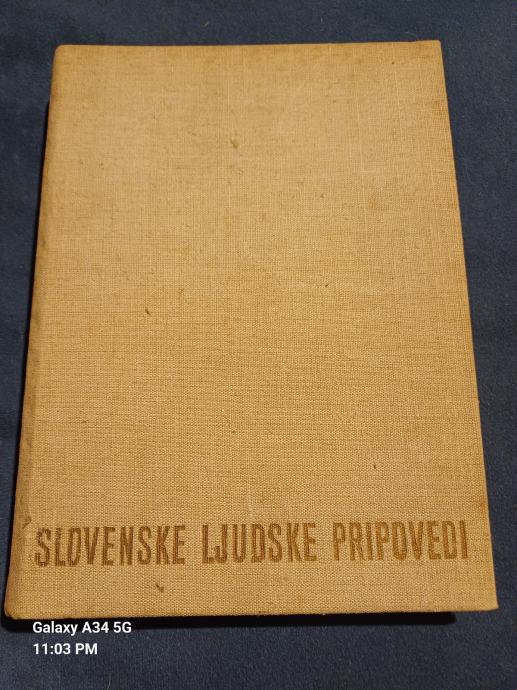 SLOVENSKE LJUDSKE PRIPOVEDI
Galaxy A34 5G
11:03 PM